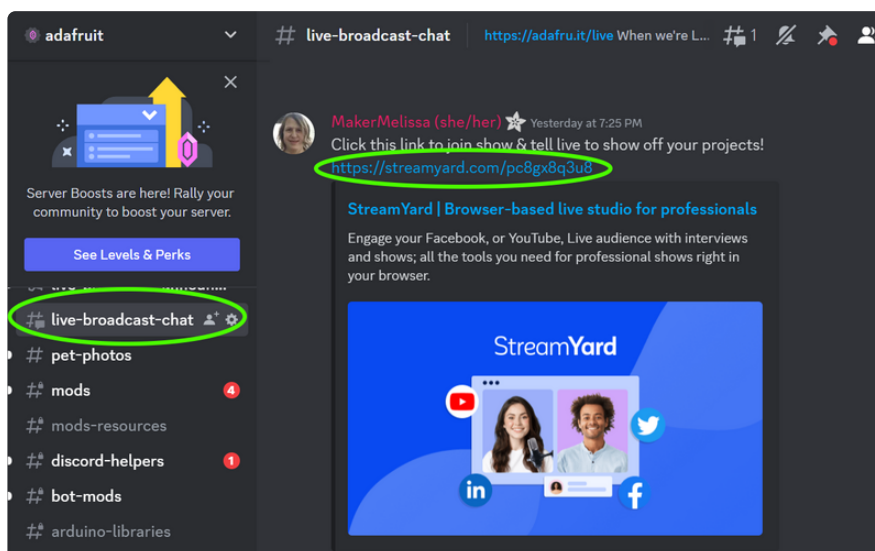 adafruit
Server Boosts are here! Rally your
community to boost your server.
See Levels & Perks
live-broadcast-chat
# pet-photos
mods 4
mods-resources
discord-helpers 1
bot-mods
arduino-libraries
# live-broadcast-chat https://adafru.it/live When we're L... 1
MakerMelissa (she/her) Yesterday at 7:25 PM
Click this link to join show & tell live to show off your projects!
https://streamyard.com/pc8gx8q3u8
StreamYard | Browser-based live studio for professionals
Engage your Facebook, or YouTube, Live audience with interviews
and shows; all the tools you need for professional shows right in
your browser.
StreamYard
in
f